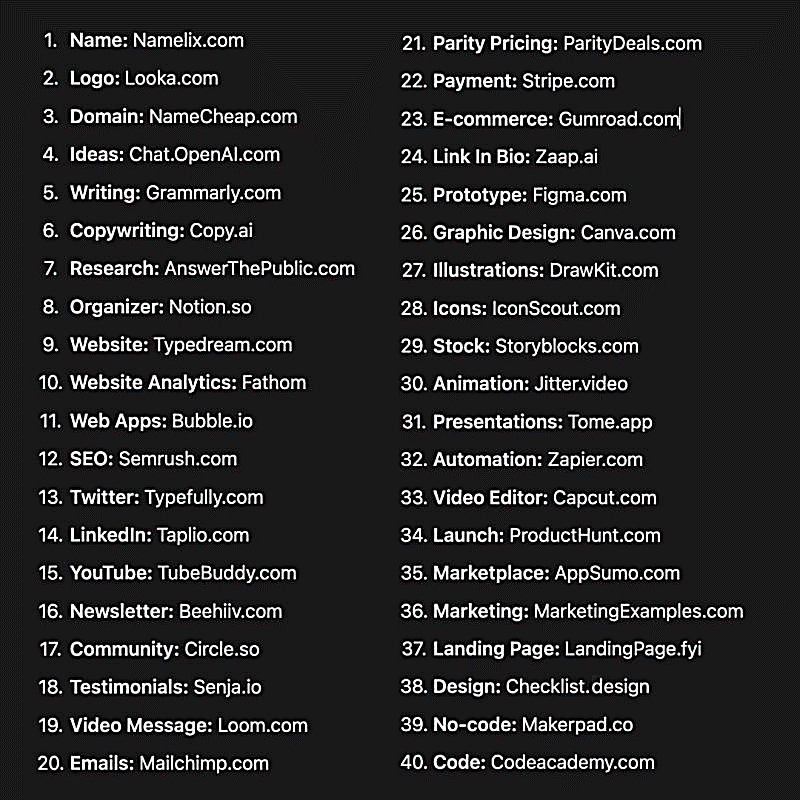 1. Name: Namelix.com
2. Logo: Looka.com
3. Domain: NameCheap.com
4. Ideas: Chat.OpenAI.com
5. Writing: Grammarly.com
6. Copywriting: Copy.ai
7. Research: AnswerThePublic.com
8. Organizer: Notion.so
9. Website: Typedream.com
10. Website Analytics: Fathom
11. Web Apps: Bubble.io
12. SEO: Semrush.com
13. Twitter: Typefully.com
14. LinkedIn: Taplio.com
15. YouTube: TubeBuddy.com
16. Newsletter: Beehiiv.com
17. Community: Circle.so
18. Testimonials: Senja.io
19. Video Message: Loom.com
20. Emails: Mailchimp.com
21. Parity Pricing: ParityDeals.com
22. Payment: Stripe.com
23. E-commerce: Gumroad.com
24. Link In Bio: Zaap.ai
25. Prototype: Figma.com
26. Graphic Design: Canva.com
27. Illustrations: DrawKit.com
28. Icons: IconScout.com
29. Stock: Storyblocks.com
30. Animation: Jitter.video
31. Presentations: Tome.app
32. Automation: Zapier.com
33. Video Editor: Capcut.com
34. Launch: ProductHunt.com
35. Marketplace: AppSumo.com
36. Marketing: MarketingExamples.com
37. Landing Page: LandingPage.fyi
38. Design: Checklist.design
39. No-code: Makerpad.co
40. Code: Codeacademy.com